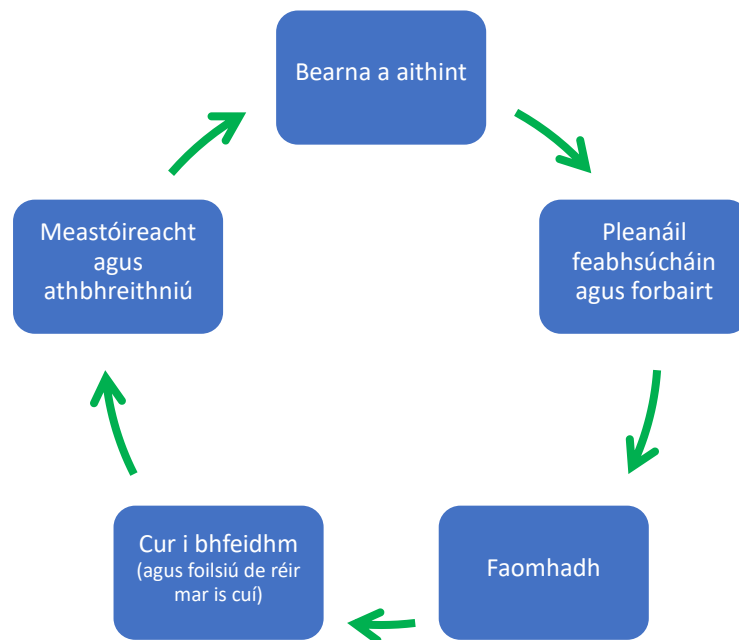 Bearna a aithint
Pleanáil
feabhsúcháin
agus forbairt
Faomhadh
Cur i bhfeidhm
(agus foilsiú de réir
mar is cuí)
Meastóireacht
agus
athbhreithniú